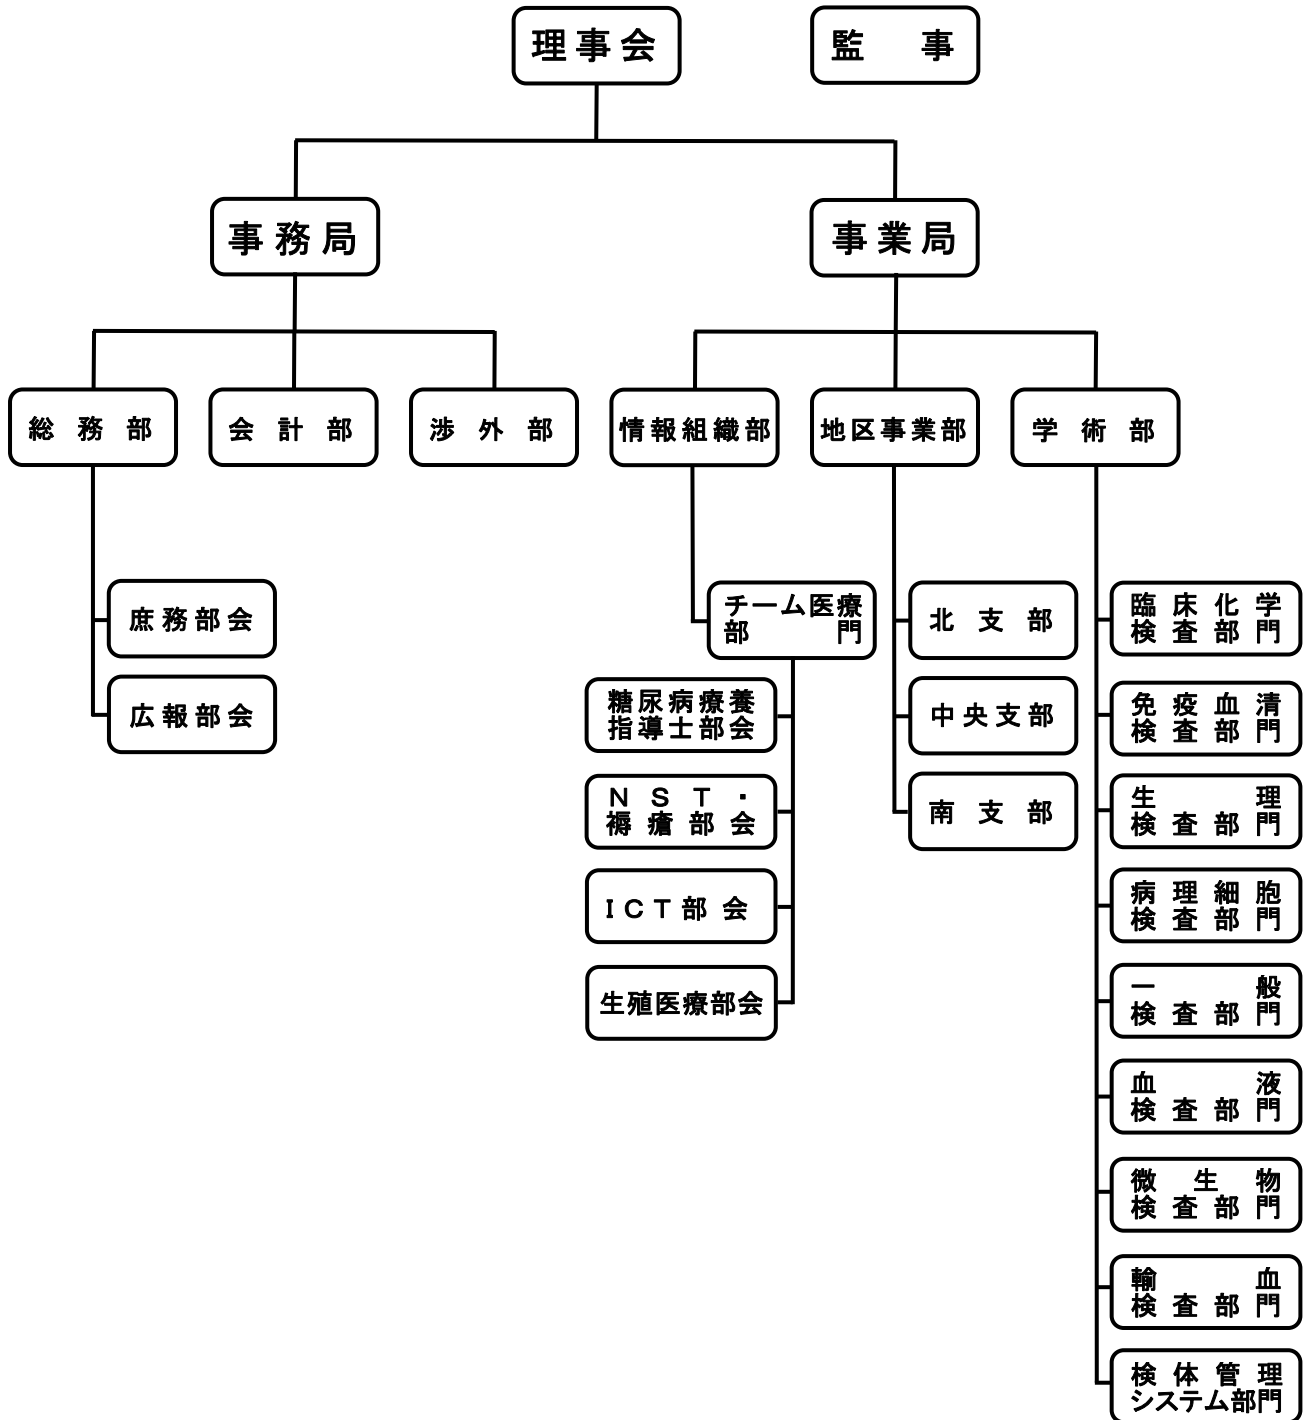 理事会
監事
事務局
事業局
総務部
会計部
渉外部
情報組織部
地区事業部
学術部
庶務部会
広報部会
チーム医療
部門
糖尿病療養
指導士部会
NST・
褥瘡部会
ICT部会
生殖医療部会
北支部
中央支部
南支部
臨床化学
検査部門
免疫血清
検査部門
生理
検査部門
病理細胞
検査部門
一般
検査部門
血液
検査部門
微生物
検査部門
輸血
検査部門
検体管理
システム部門